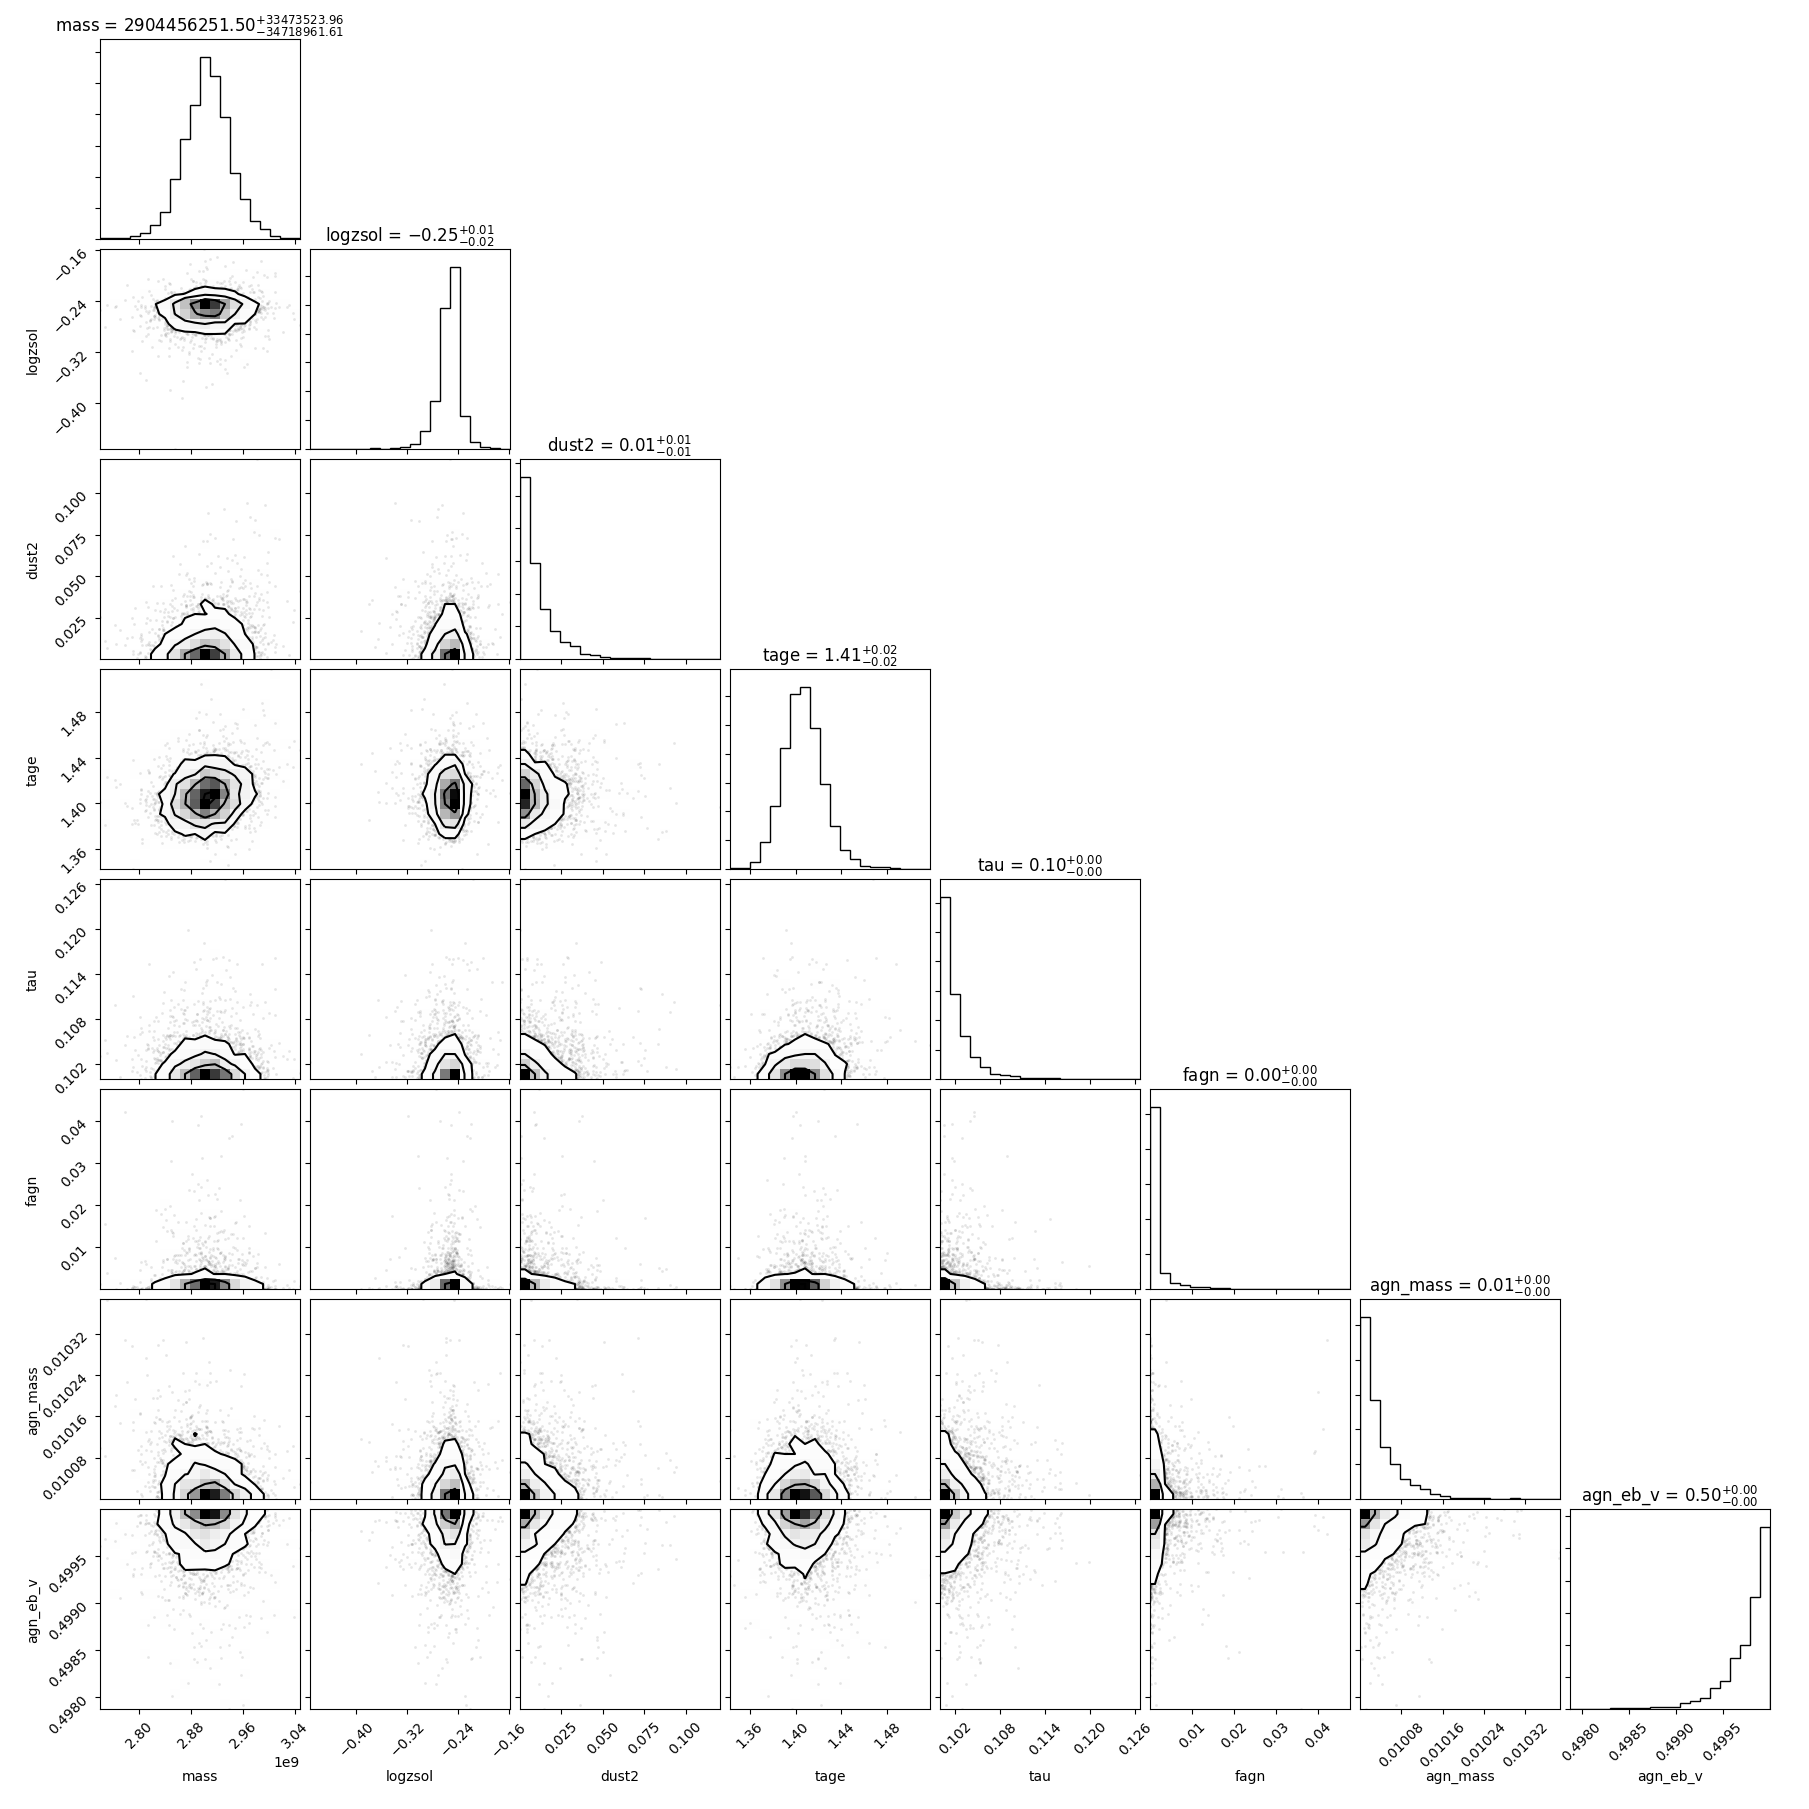 mass = 2904456251.50+33473523.96 −34718961.61
−0.16
−0.24
−0.32
−0.40
logzsol
logzsol = −0.25+0.01 −0.02
0.100
0.075
0.050
0.025
dust2
dust2 = 0.01+0.01 −0.01
1.48
1.44
1.40
1.36
tage
tage = 1.41+0.02 −0.02
0.126
0.120
0.114
0.108
0.102
tau
tau = 0.10+0.00 −0.00
0.04
0.03
0.02
0.01
fagn
fagn = 0.00+0.00 −0.00
0.01032
0.01024
0.01016
0.01008
agn_mass
agn_mass = 0.01+0.00 −0.00
0.4995
0.4990
0.4985
0.4980
agn_eb_v
agn_eb_v = 0.50+0.00 −0.00
2.80 2.88 2.96 3.04
1e9
−0.40 −0.32 −0.24 −0.16
0.025 0.050 0.075 0.100
1.36 1.40 1.44 1.48
0.102 0.108 0.114 0.120 0.126
0.01 0.02 0.03 0.04
0.01008 0.01016 0.01024 0.01032
0.4980 0.4985 0.4990 0.4995
mass logzsol dust2 tage tau fagn agn_mass agn_eb_v